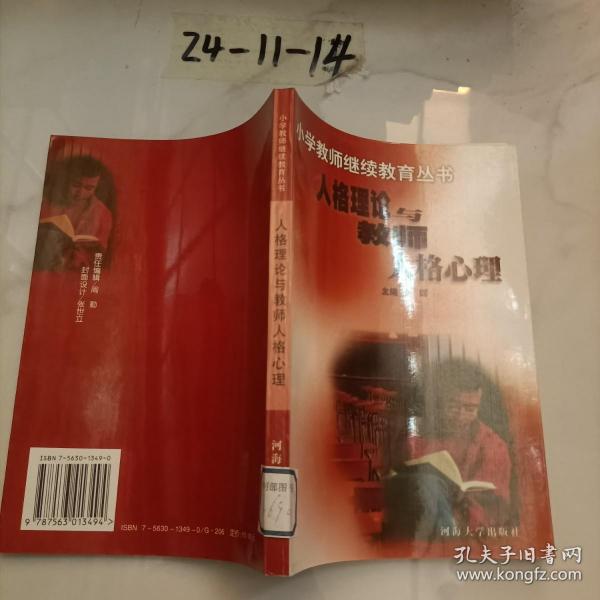 24-11-14
小学教师继续教育丛书
人格理论与
教师
人格心理
主编
河海大学出版社
小学教师继续教育丛书
人格理论与教师人格心理
河海
责任编辑/周 勤
封面设计/张世立
ISBN 7-5630-1349-0
9 787563 013494 >
ISBN 7-5630-1349-0/G·206
孔夫子旧书网
www.kongfz.com